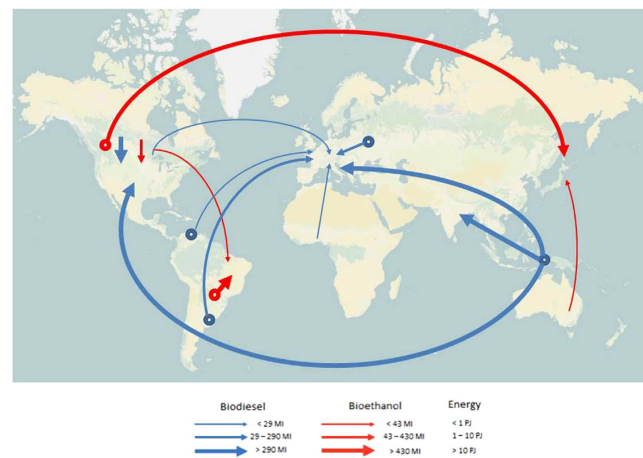 Biodiesel Bioethanol Energy
< 29 Ml < 43 Ml < 1 PJ
29 – 290 Ml 43 – 430 Ml 1 – 10 PJ
> 290 Ml > 430 Ml > 10 PJ